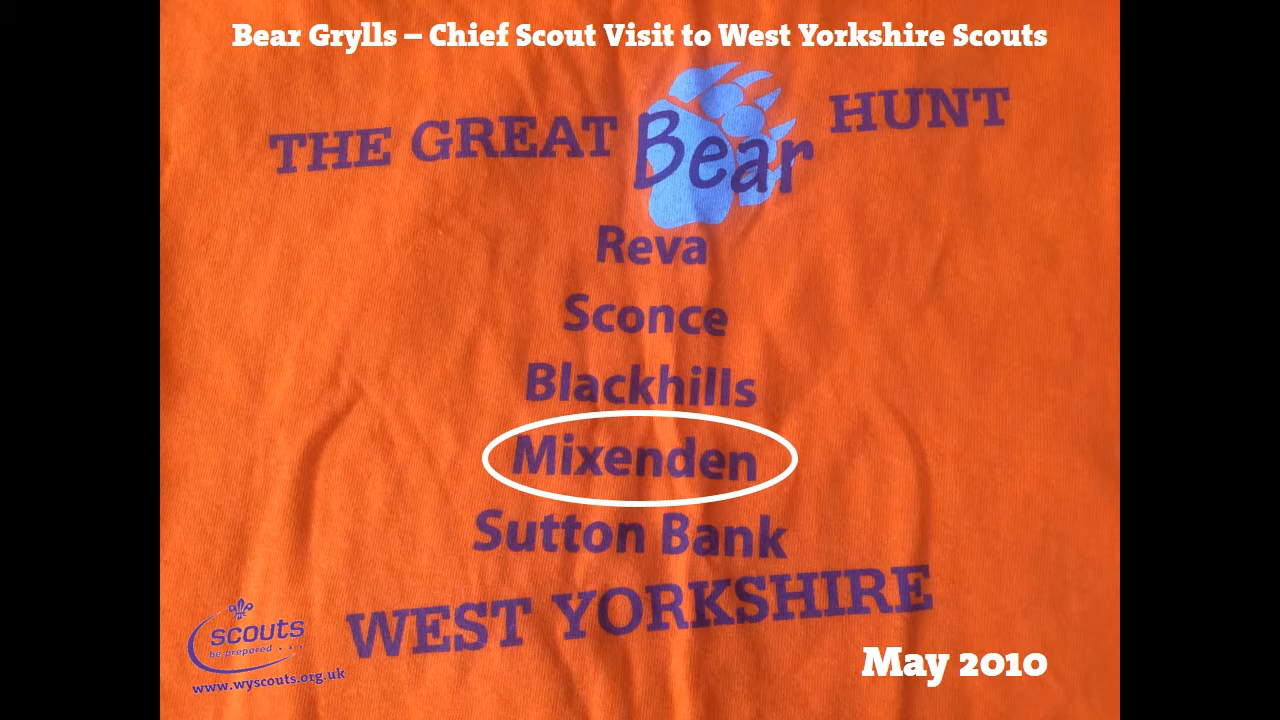 Bear Grylls – Chief Scout Visit to West Yorkshire Scouts
THE GREAT Bear HUNT
Reva
Sconce
Blackhills
Mixenden
Sutton Bank
WEST YORKSHIRE
scouts
be prepared . . .
www.wyscouts.org.uk
May 2010